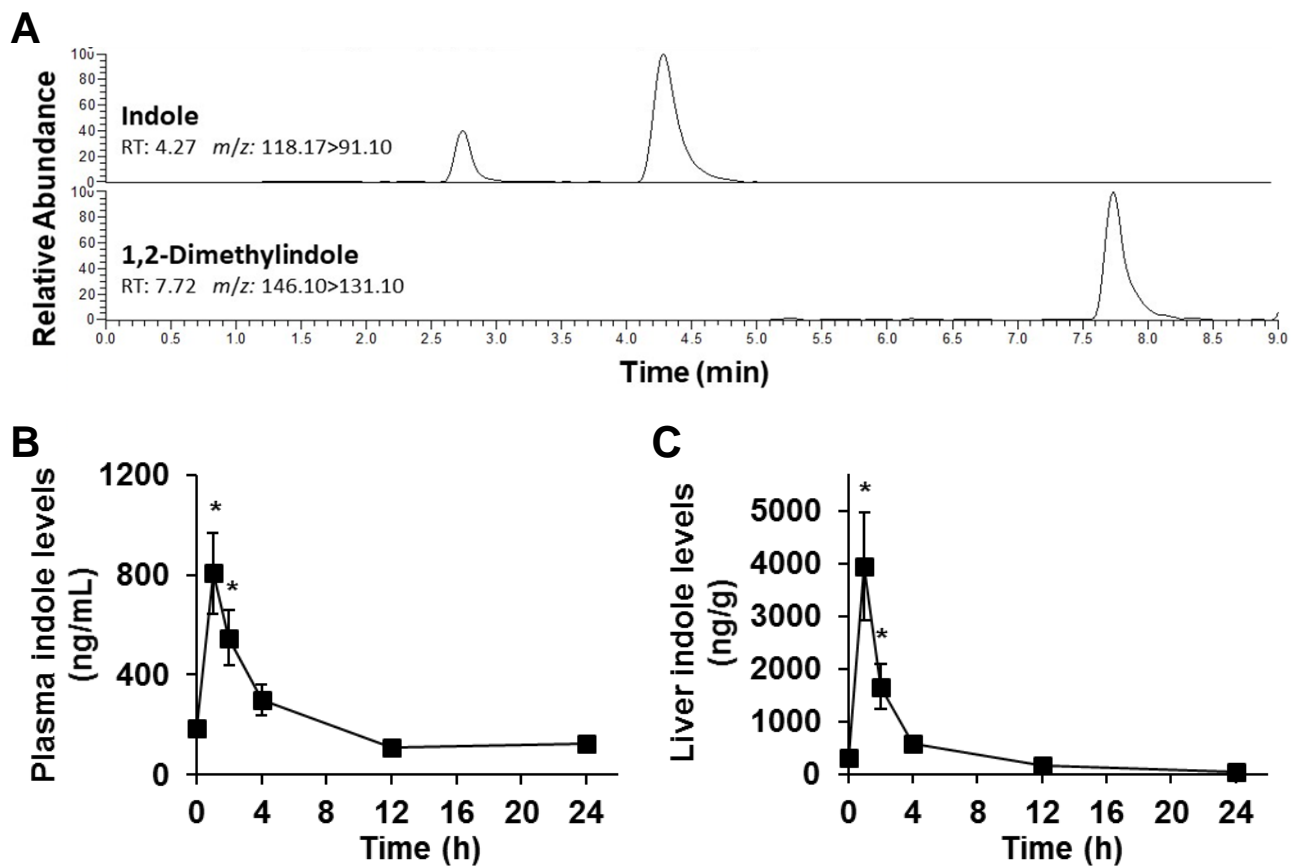 A
Relative Abundance
100
80
60
40
20
0
Indole
RT: 4.27 m/z: 118.17>91.10
100
80
60
40
20
0
1,2-Dimethylindole
RT: 7.72 m/z: 146.10>131.10
0.0 0.5 1.0 1.5 2.0 2.5 3.0 3.5 4.0 4.5 5.0 5.5 6.0 6.5 7.0 7.5 8.0 8.5 9.0
Time (min)
B
Plasma indole levels
(ng/mL)
1200
800
400
0
*
*
0 4 8 12 16 20 24
Time (h)
C
Liver indole levels
(ng/g)
5000
4000
3000
2000
1000
0
*
*
0 4 8 12 16 20 24
Time (h)